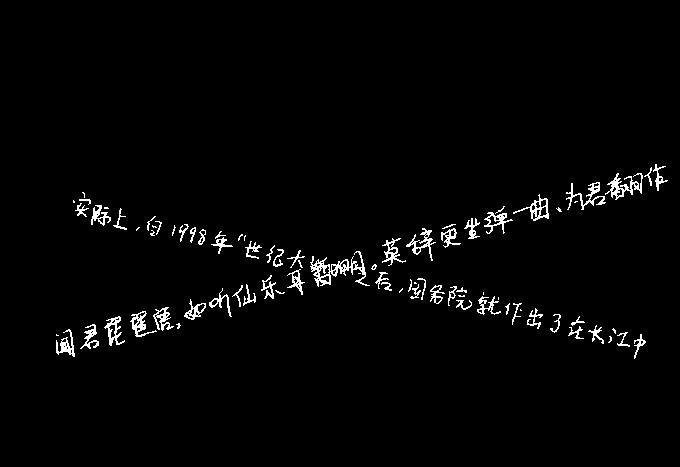 实际上，自1998年“世纪大洪水”之后，国务院就作出了在长江中
闻君琵琶语，如听仙乐耳暂明。莫辞更坐弹一曲、为君翻作